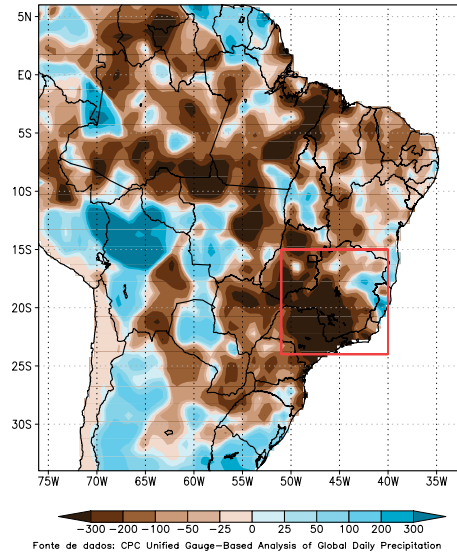 5N
EQ
5S
10S
15S
20S
25S
30S
75W 70W 65W 60W 55W 50W 45W 40W 35W
-300 -200 -100 -50 -25 0 25 50 100 200 300
Fonte de dados: CPC Unified Gauge-Based Analysis of Global Daily Precipitation